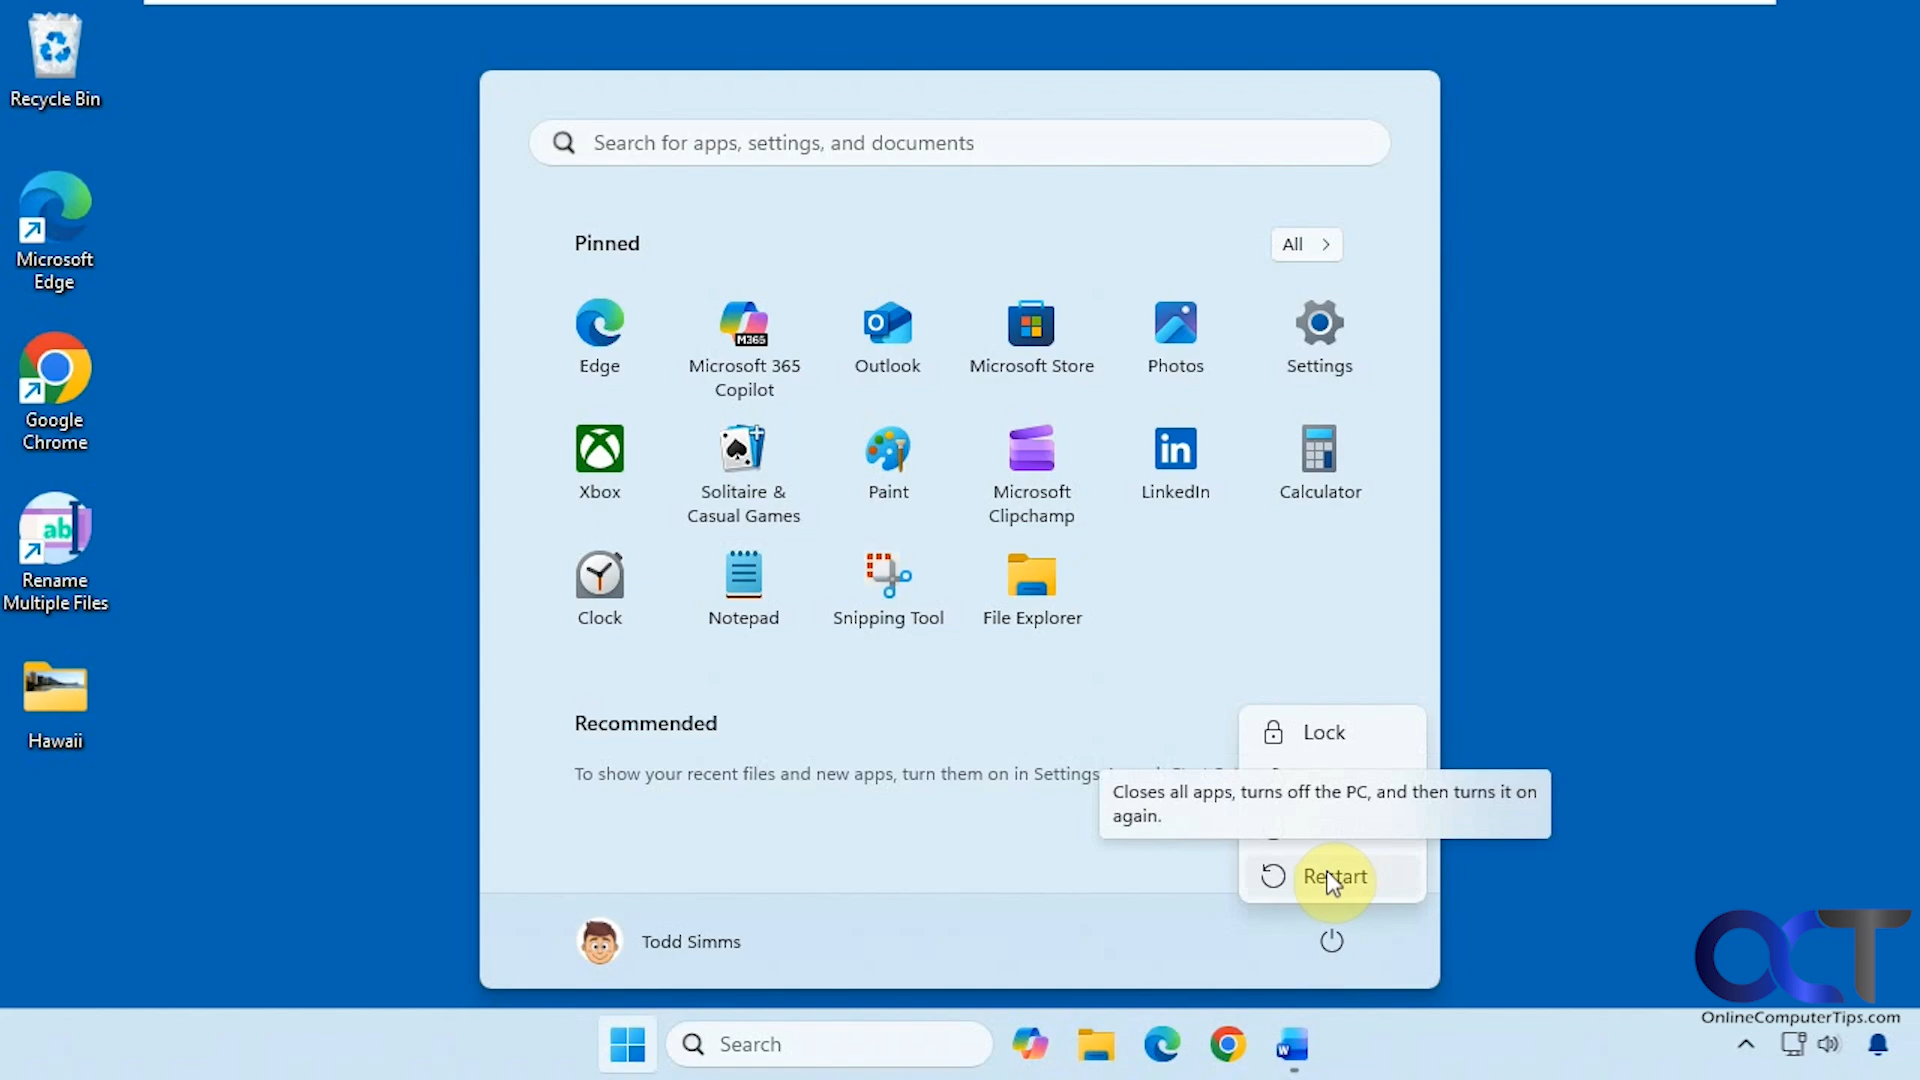 Recycle Bin
Microsoft
Edge
Google
Chrome
ab
Rename
Multiple Files
Hawaii
Search for apps, settings, and documents
Pinned
All
Edge
M365
Microsoft 365
Copilot
Outlook
Microsoft Store
Photos
Settings
Xbox
Solitaire &
Casual Games
Paint
Microsoft
Clipchamp
in
LinkedIn
Calculator
Clock
Notepad
Snipping Tool
File Explorer
Recommended
To show your recent files and new apps, turn them on in Settings
Lock
Closes all apps, turns off the PC, and then turns it on
again.
Restart
Todd Simms
OCT
OnlineComputerTips.com
Search